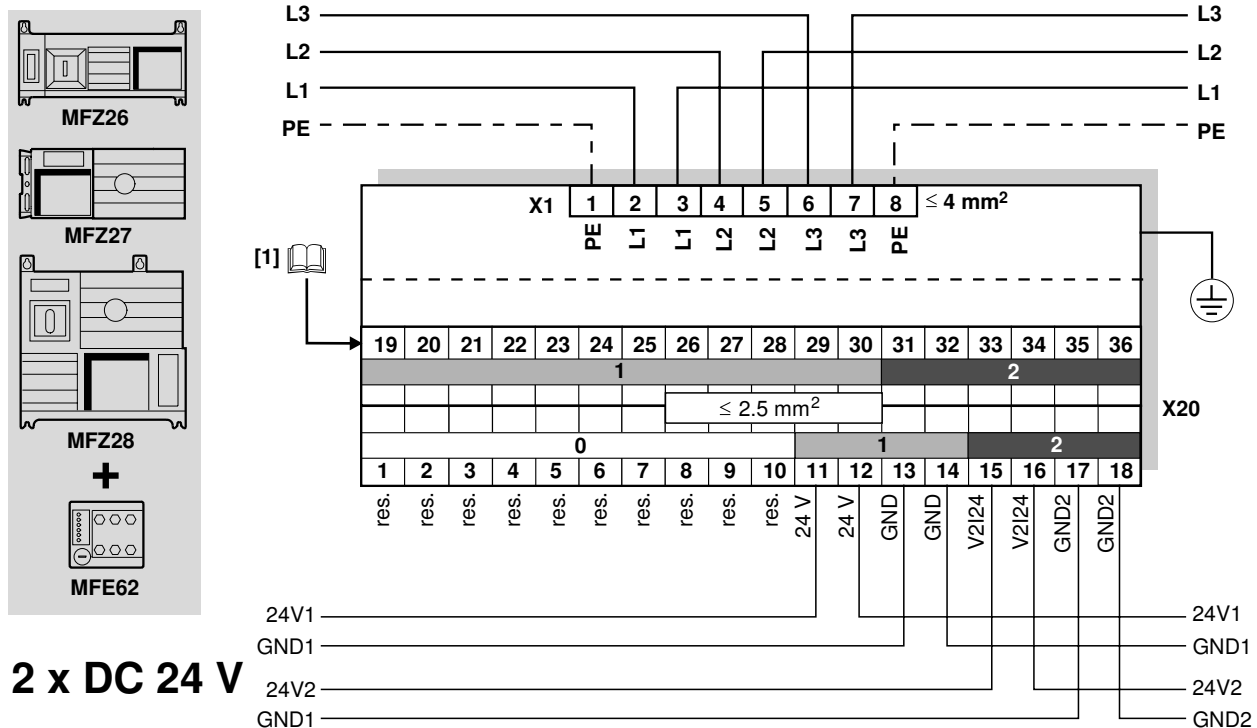 MFZ26
MFZ27
MFZ28
+
MFE62
2 x DC 24 V
L3
L2
L1
PE
L3
L2
L1
PE
X1 1 2 3 4 5 6 7 8 ≤ 4 mm²
PE L1 L1 L2 L2 L3 L3 PE
[1]
19 20 21 22 23 24 25 26 27 28 29 30 31 32 33 34 35 36
1 2
≤ 2.5 mm²
X20
0 1 2
1 2 3 4 5 6 7 8 9 10 11 12 13 14 15 16 17 18
res. res. res. res. res. res. res. res. res. res. 24 V 24 V GND GND V2I24 V2I24 GND2 GND2
24V1
GND1
24V2
GND1
24V1
GND1
24V2
GND2